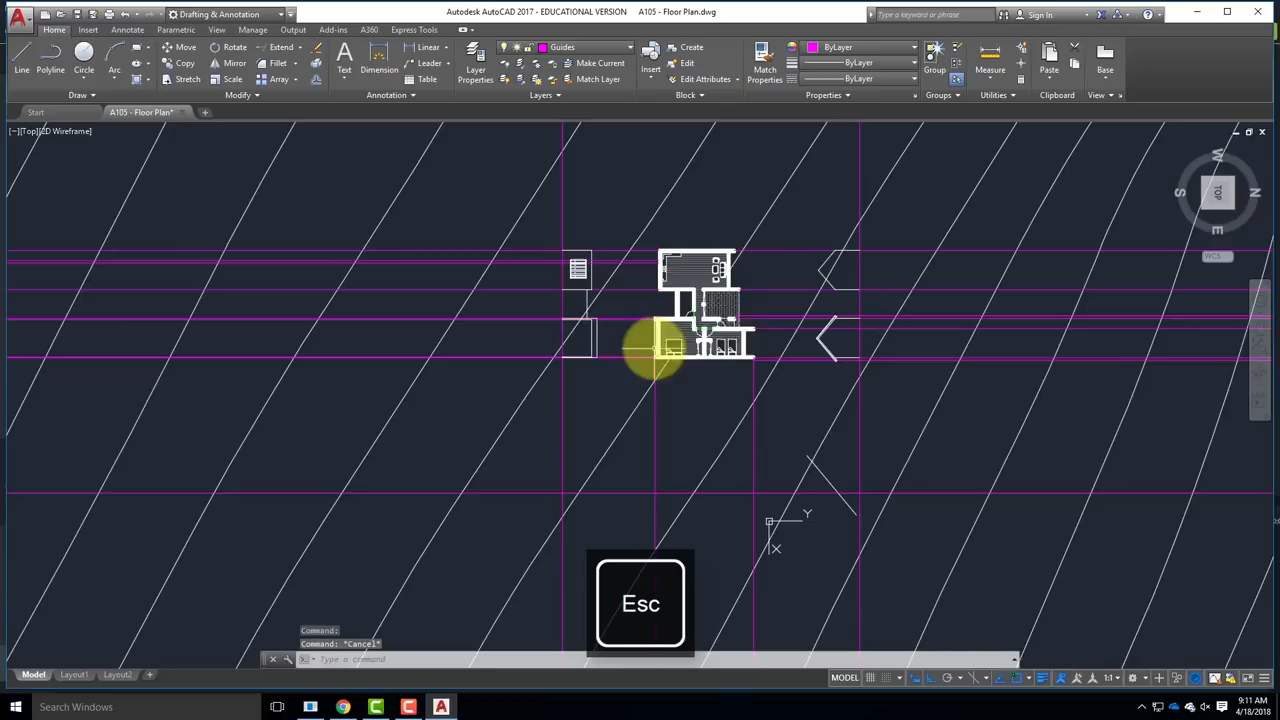 Autodesk AutoCAD 2017 - EDUCATIONAL VERSION A105 - Floor Plan.dwg
Drafting & Annotation
Type a keyword or phrase
Sign In
Home Insert Annotate Parametric View Manage Output Add-ins A360 Express Tools
Move Rotate Extend Linear Guides Create ByLayer
Line Polyline Circle Arc Copy Mirror Fillet Text Dimension Leader Layer Properties Make Current Insert Edit Match Properties ByLayer Group Measure Paste Base
Stretch Scale Array Table Match Layer Edit Attributes ByLayer
Draw Modify Annotation Layers Block Properties Groups Utilities Clipboard View
Start A105 - Floor Plan*
[−][Top][2D Wireframe]
W
S TOP N
E
WCS
Y
X
Esc
Command:
Command: *Cancel*
Type a command
Model Layout1 Layout2 +
MODEL 1:1
Search Windows
9:11 AM
4/18/2018